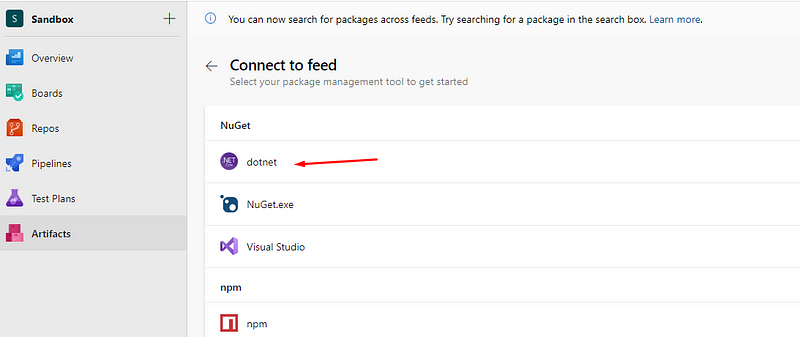 S Sandbox +
Overview
Boards
Repos
Pipelines
Test Plans
Artifacts
You can now search for packages across feeds. Try searching for a package in the search box. Learn more.
Connect to feed
Select your package management tool to get started
NuGet
dotnet
NuGet.exe
Visual Studio
npm
npm